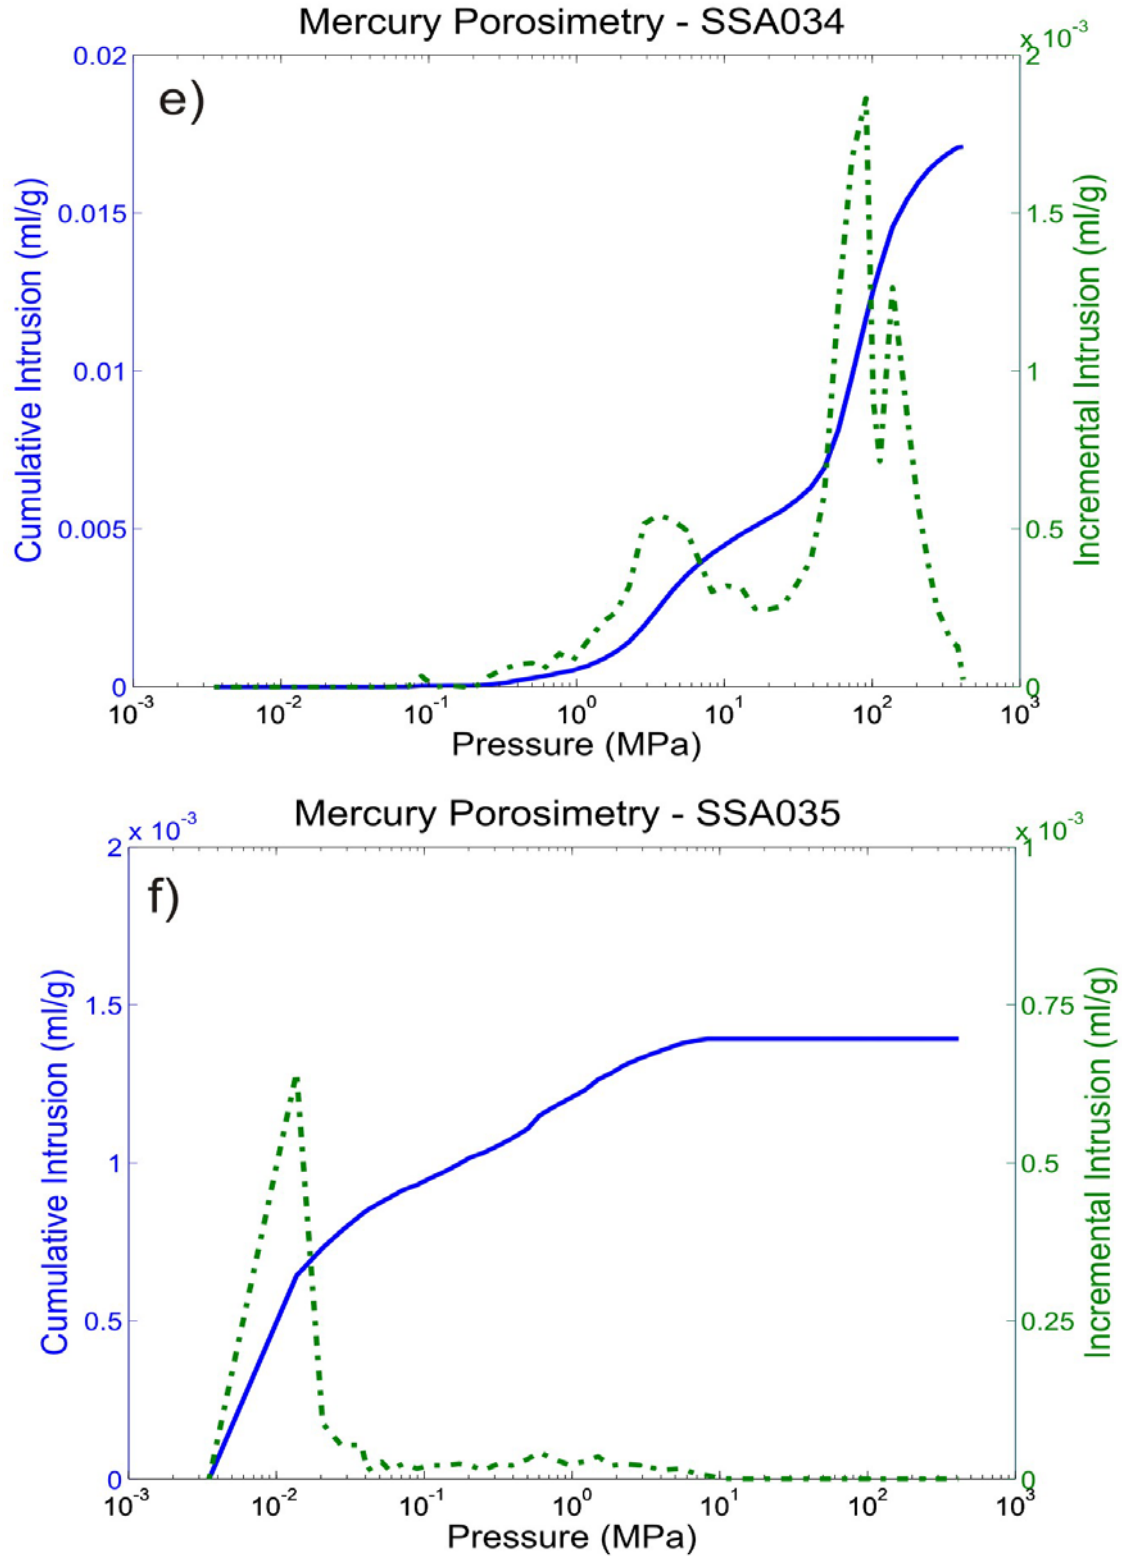 Mercury Porosimetry - SSA034
x 10⁻³
e)
0.02
0.015
0.01
0.005
0
Cumulative Intrusion (ml/g)
2
1.5
1
0.5
0
Incremental Intrusion (ml/g)
10⁻³ 10⁻² 10⁻¹ 10⁰ 10¹ 10² 10³
Pressure (MPa)
Mercury Porosimetry - SSA035
x 10⁻³
x 10⁻³
f)
2
1.5
1
0.5
0
Cumulative Intrusion (ml/g)
1
0.75
0.5
0.25
0
Incremental Intrusion (ml/g)
10⁻³ 10⁻² 10⁻¹ 10⁰ 10¹ 10² 10³
Pressure (MPa)